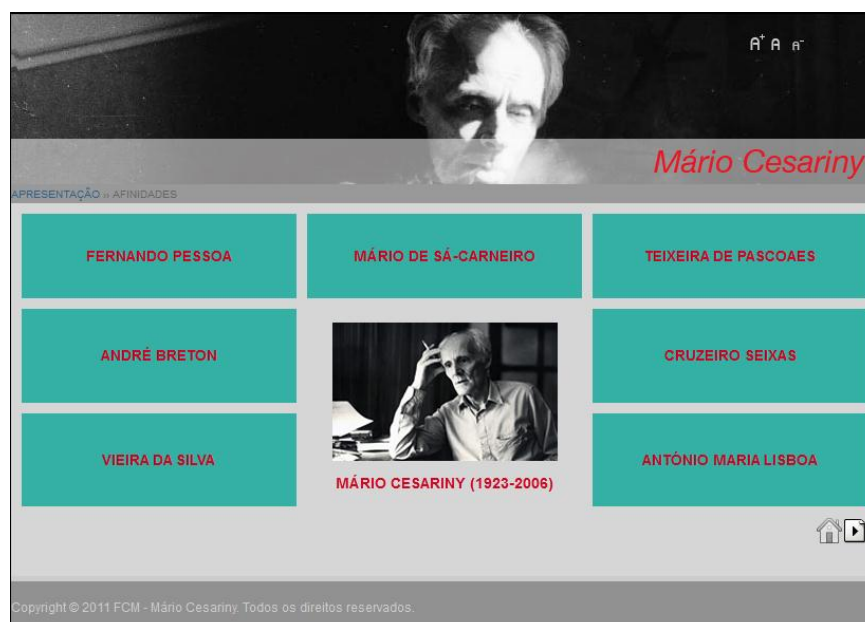 A+ A A-
Mário Cesariny
APRESENTAÇÃO » AFINIDADES
FERNANDO PESSOA
MÁRIO DE SÁ-CARNEIRO
TEIXEIRA DE PASCOAES
ANDRÉ BRETON
CRUZEIRO SEIXAS
VIEIRA DA SILVA
MÁRIO CESARINY (1923-2006)
ANTÓNIO MARIA LISBOA
Copyright © 2011 FCM - Mário Cesariny. Todos os direitos reservados.